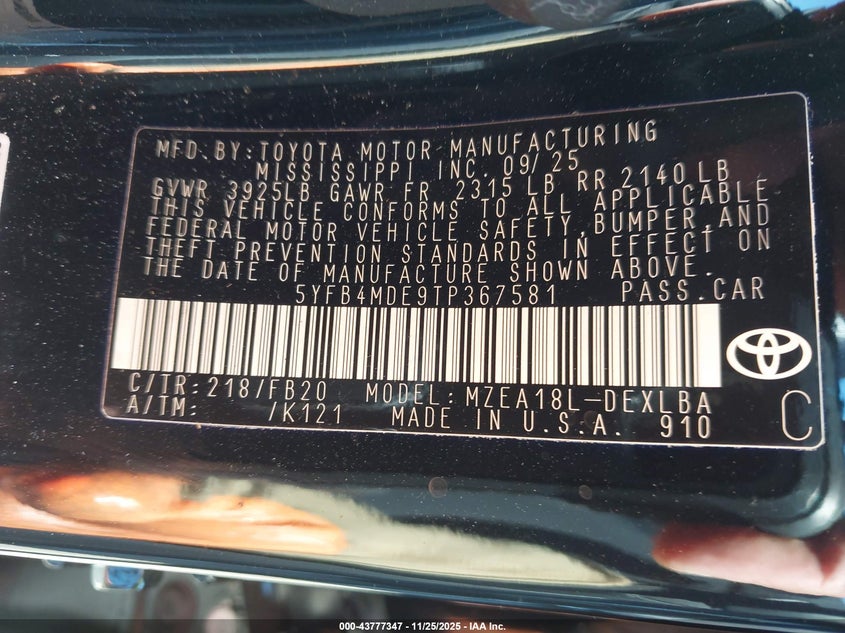 MFD.BY:TOYOTA MOTOR MANUFACTURING
MISSISSIPPI INC. 09/25
GVWR 3925LB GAWR FR 2315 LB RR 2140 LB
THIS VEHICLE CONFORMS TO ALL APPLICABLE
FEDERAL MOTOR VEHICLE SAFETY,BUMPER,AND
THEFT PREVENTION STANDARDS IN EFFECT ON
THE DATE OF MANUFACTURE SHOWN ABOVE.
5YFB4MDE9TP367581 PASS.CAR
C/TR:218/FB20 MODEL:MZEA18L-DEXLBA
A/TM: /K121 MADE IN U.S.A. 910
C
000-43777347 - 11/25/2025 - IAA Inc.